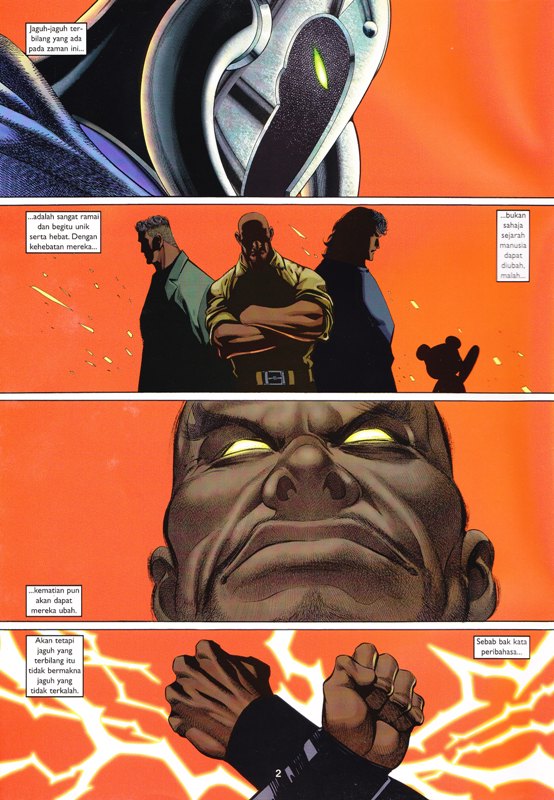 Jaguh-jaguh ter-
bilang yang ada
pada zaman ini...
...adalah sangat ramai
dan begitu unik
serta hebat. Dengan
kehebatan mereka...
...bukan
sahaja
sejarah
manusia
dapat
diubah,
malah...
...kematian pun
akan dapat
mereka ubah.
Akan tetapi
jaguh yang
terbilang itu
tidak bermakna
jaguh yang
tidak terkalah.
Sebab bak kata
peribahasa...
2